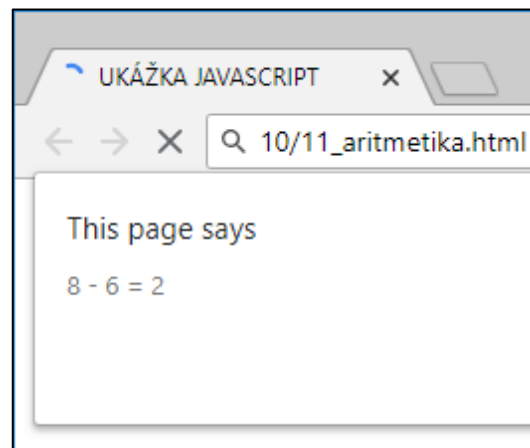 UKÁŽKA JAVASCRIPT
10/11_aritmetika.html
This page says
8 - 6 = 2